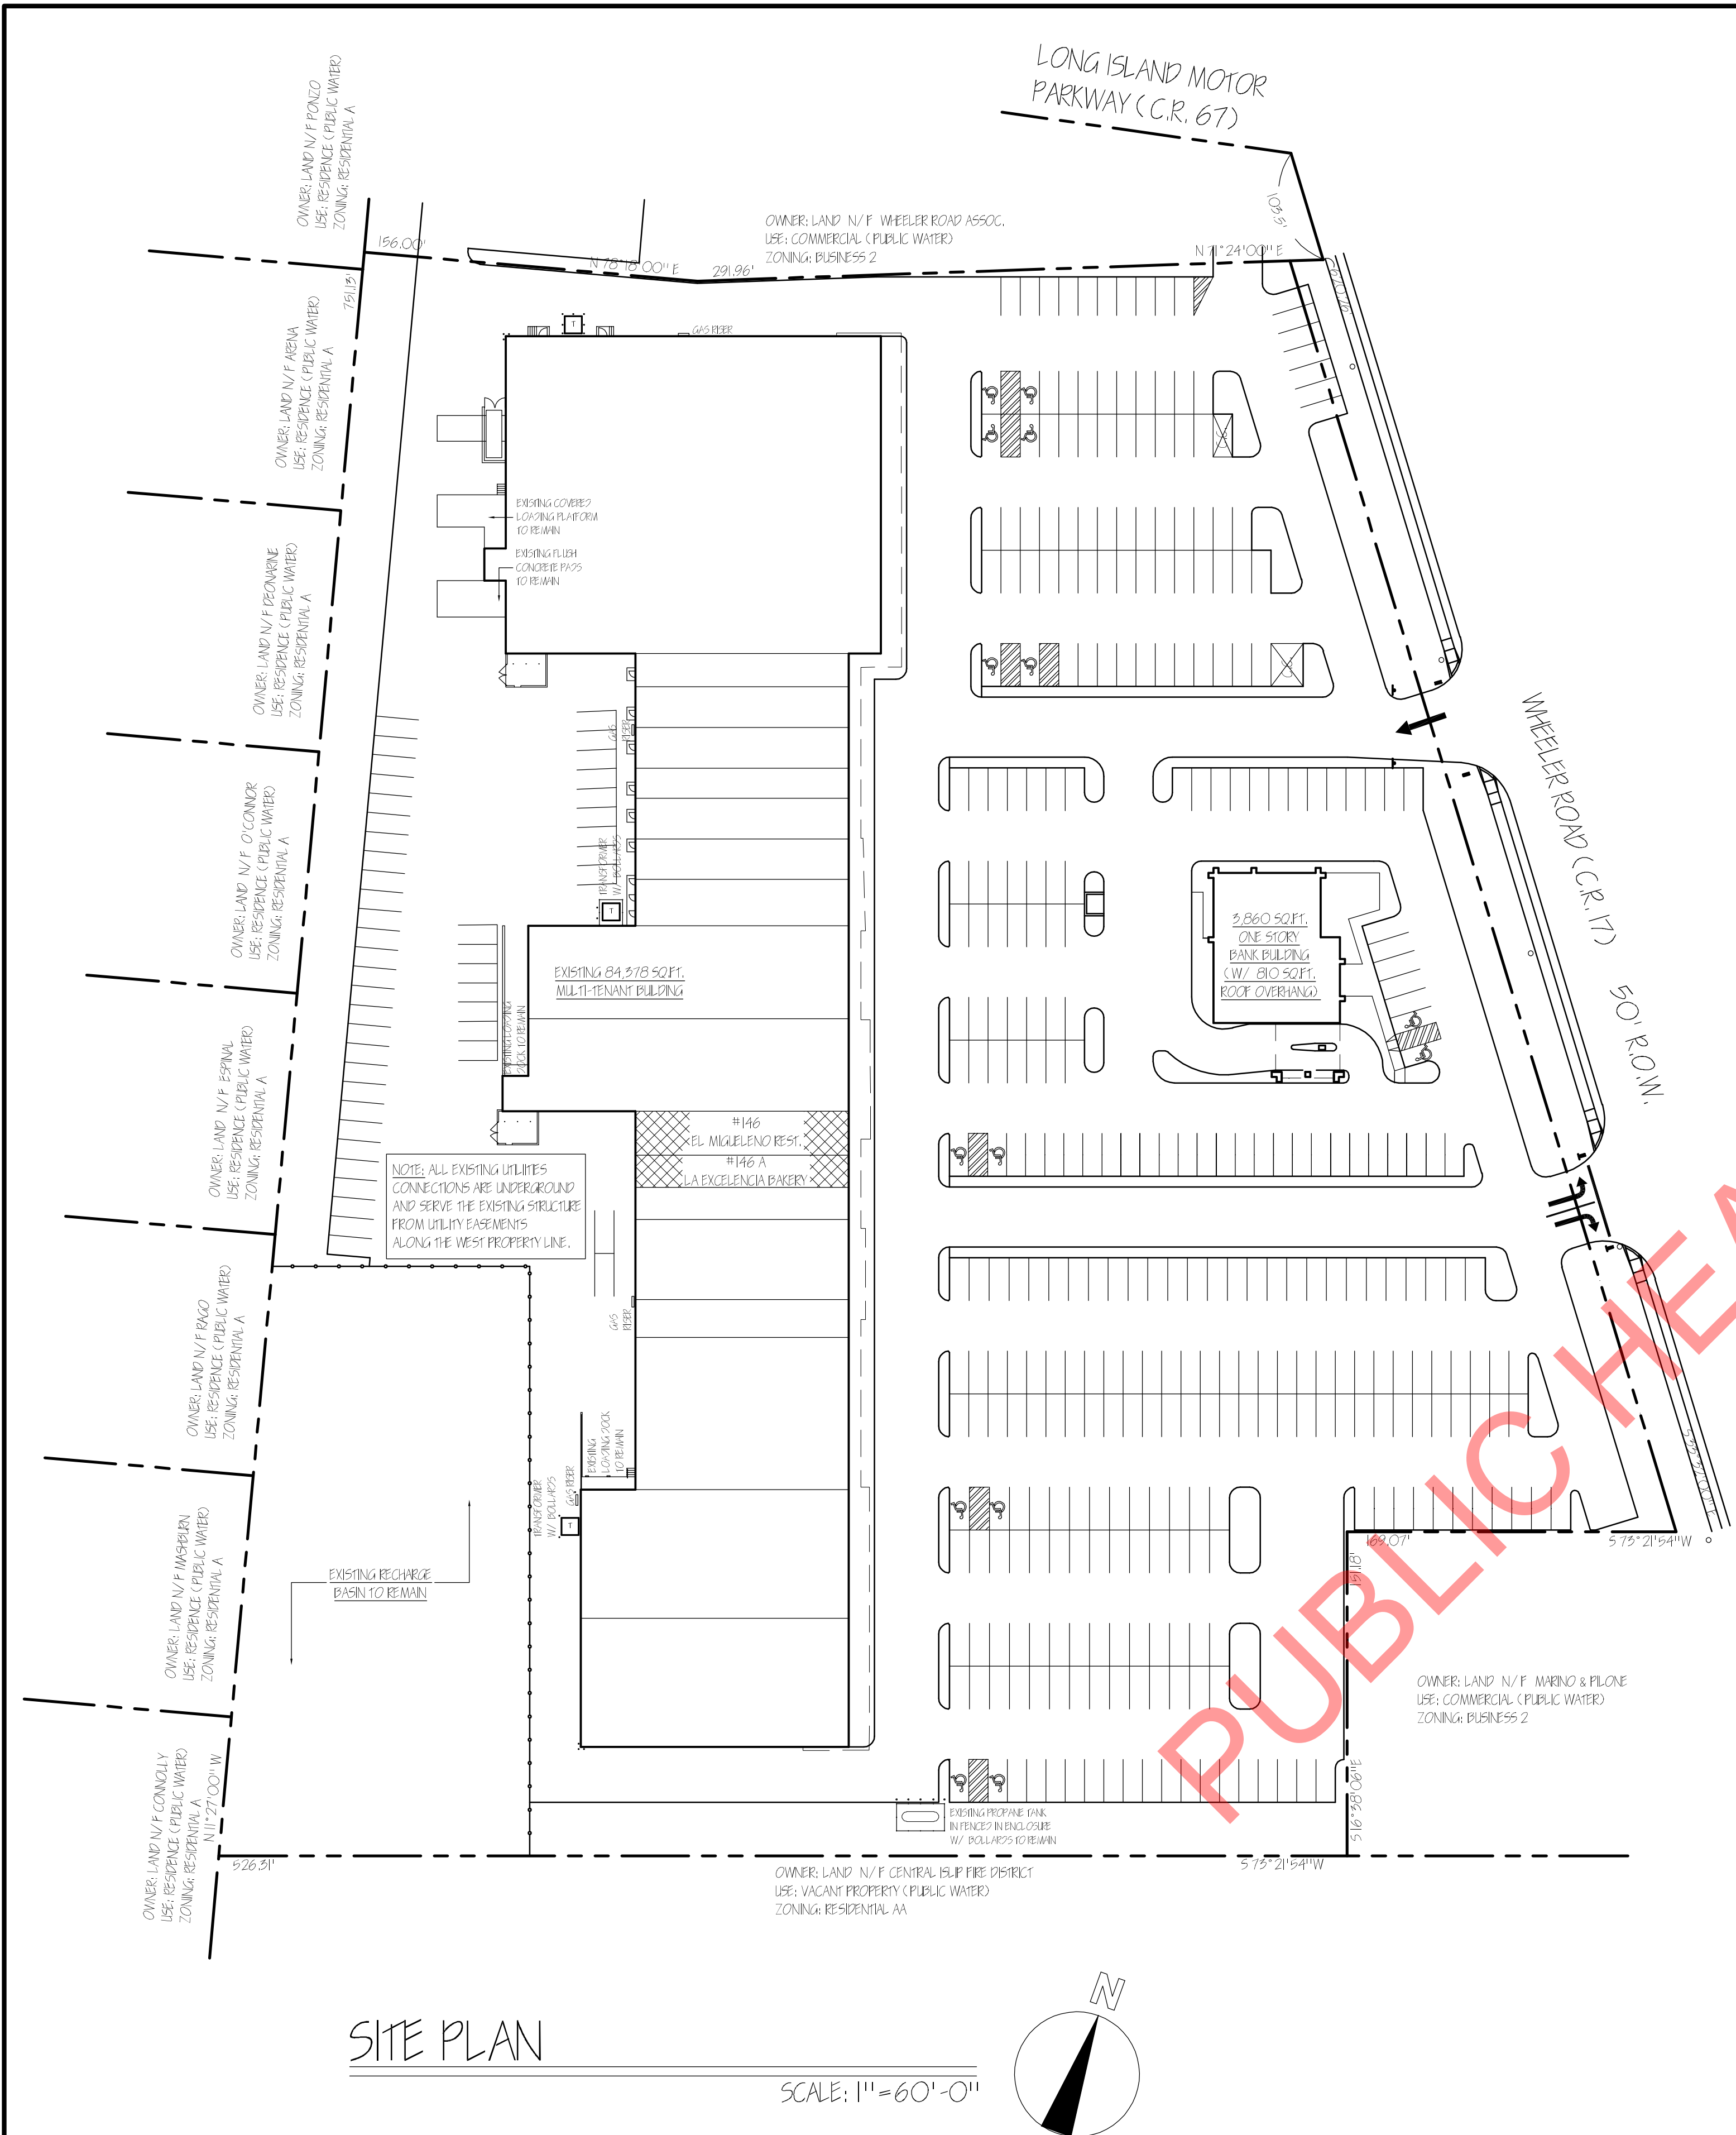 LONG ISLAND MOTOR
PARKWAY (C.R. 67)
OWNER: LAND N/F PONZO
USE: RESIDENCE (PUBLIC WATER)
ZONING: RESIDENTIAL A
156.00'
751.13'
N 78°18'00" E
291.96'
OWNER: LAND N/F WHEELER ROAD ASSOC.
USE: COMMERCIAL (PUBLIC WATER)
ZONING: BUSINESS 2
N 71°24'00" E
103.5'
OWNER: LAND N/F ARENA
USE: RESIDENCE (PUBLIC WATER)
ZONING: RESIDENTIAL A
T
GAS RISER
EXISTING COVERED
LOADING PLATFORM
TO REMAIN
EXISTING FLUSH
CONCRETE PADS
TO REMAIN
OWNER: LAND N/F DEONARINE
USE: RESIDENCE (PUBLIC WATER)
ZONING: RESIDENTIAL A
GAS
RISER
WHEELER ROAD (C.R. 17) 50' R.O.W.
OWNER: LAND N/F O'CONNOR
USE: RESIDENCE (PUBLIC WATER)
ZONING: RESIDENTIAL A
TRANSFORMER
W/ BOLLARDS
T
3,860 SQ.FT.
ONE STORY
BANK BUILDING
(W/ 810 SQ.FT.
ROOF OVERHANG)
EXISTING 84,378 SQ.FT.
MULTI-TENANT BUILDING
EXISTING LOADING
DOCK TO REMAIN
OWNER: LAND N/F ESPINAL
USE: RESIDENCE (PUBLIC WATER)
ZONING: RESIDENTIAL A
#146
EL MIGUELENO REST.
#146 A
LA EXCELENCIA BAKERY
NOTE: ALL EXISTING UTILITIES
CONNECTIONS ARE UNDERGROUND
AND SERVE THE EXISTING STRUCTURE
FROM UTILITY EASEMENTS
ALONG THE WEST PROPERTY LINE.
OWNER: LAND N/F RAGO
USE: RESIDENCE (PUBLIC WATER)
ZONING: RESIDENTIAL A
GAS
RISER
EXISTING
LOADING DOCK
TO REMAIN
TRANSFORMER
W/ BOLLARDS
GAS RISER
T
OWNER: LAND N/F MASHBURN
USE: RESIDENCE (PUBLIC WATER)
ZONING: RESIDENTIAL A
EXISTING RECHARGE
BASIN TO REMAIN
169.07'
S 73°21'54"W
151.18'
OWNER: LAND N/F MARINO & PILONE
USE: COMMERCIAL (PUBLIC WATER)
ZONING: BUSINESS 2
S 16°38'06"E
OWNER: LAND N/F CONNOLLY
USE: RESIDENCE (PUBLIC WATER)
ZONING: RESIDENTIAL A
N 11°27'00" W
EXISTING PROPANE TANK
IN FENCED IN ENCLOSURE
W/ BOLLARDS TO REMAIN
526.31'
S 73°21'54"W
OWNER: LAND N/F CENTRAL ISLIP FIRE DISTRICT
USE: VACANT PROPERTY (PUBLIC WATER)
ZONING: RESIDENTIAL AA
PUBLIC HEA
N
SITE PLAN
SCALE: 1"=60'-0"